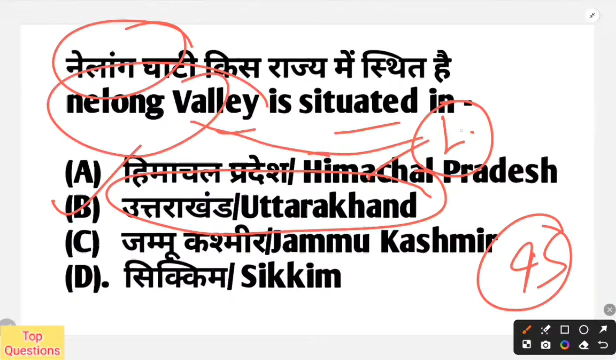 नेलांग घाटी किस राज्य में स्थित है
nelong Valley is situated in -
(A) हिमाचल प्रदेश/ Himachal Pradesh
(B) उत्तराखंड/Uttarakhand
(C) जम्मू कश्मीर/Jammu Kashmir
(D). सिक्किम/ Sikkim
45
Top
Questions